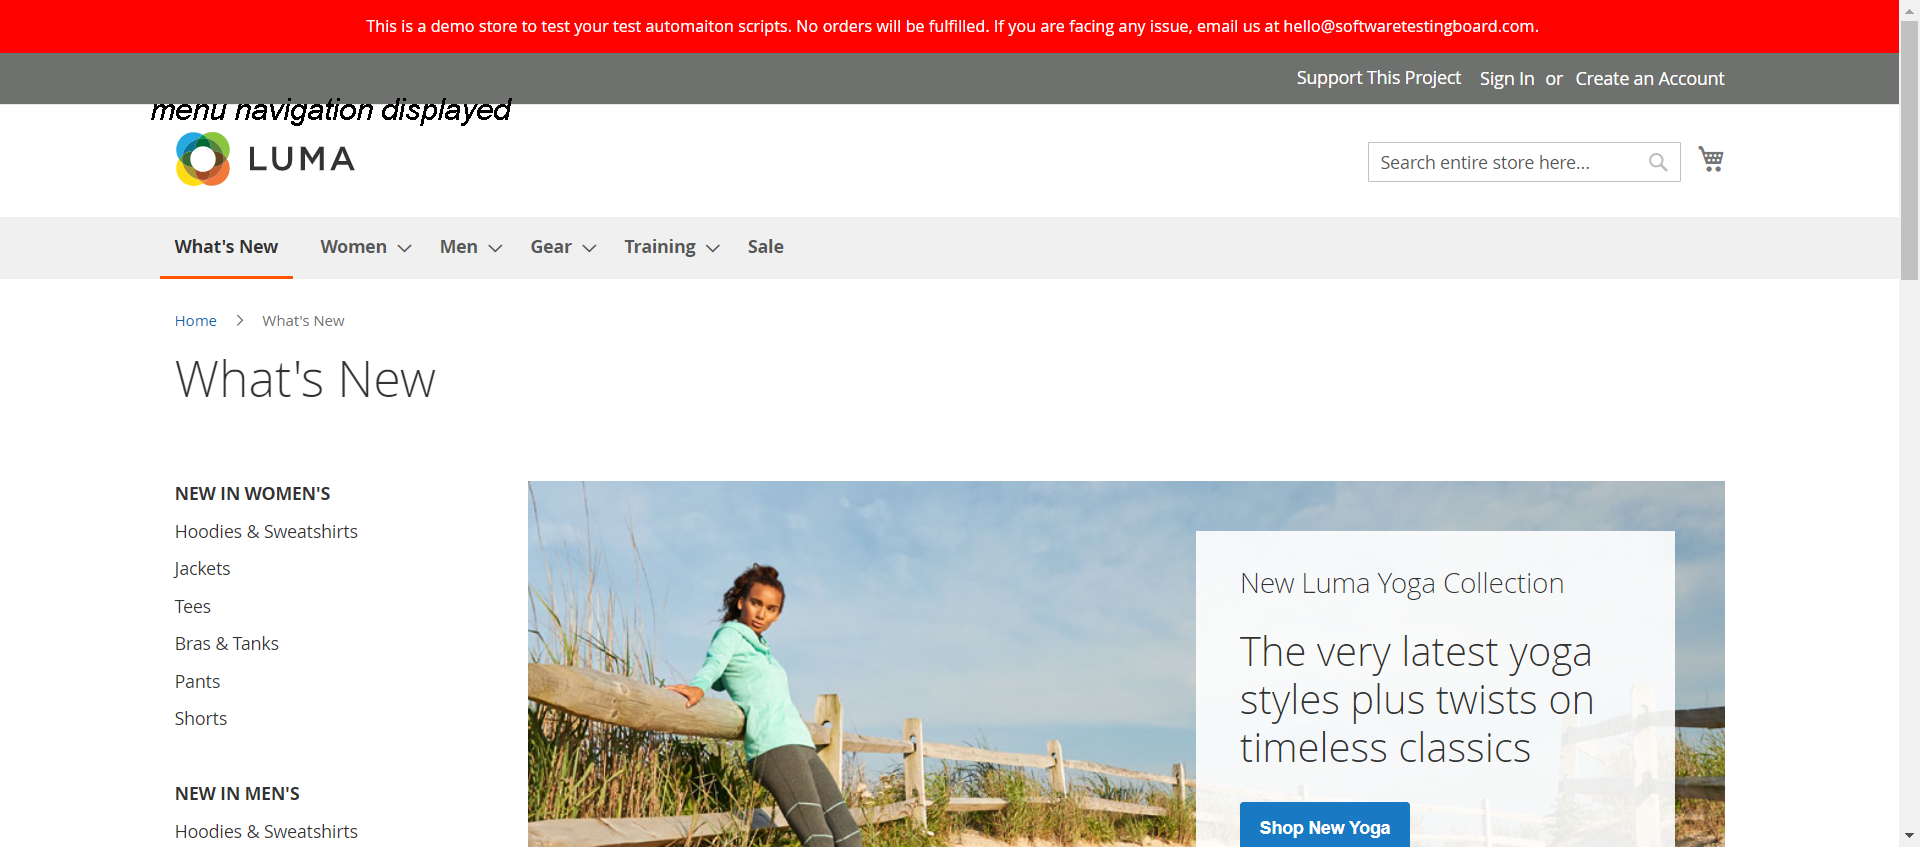 This is a demo store to test your test automaiton scripts. No orders will be fulfilled. If you are facing any issue, email us at hello@softwaretestingboard.com.
Support This Project Sign In or Create an Account
menu navigation displayed
LUMA
Search entire store here...
What's New Women Men Gear Training Sale
Home > What's New
What's New
NEW IN WOMEN'S
Hoodies & Sweatshirts
Jackets
Tees
Bras & Tanks
Pants
Shorts
NEW IN MEN'S
Hoodies & Sweatshirts
New Luma Yoga Collection
The very latest yoga
styles plus twists on
timeless classics
Shop New Yoga